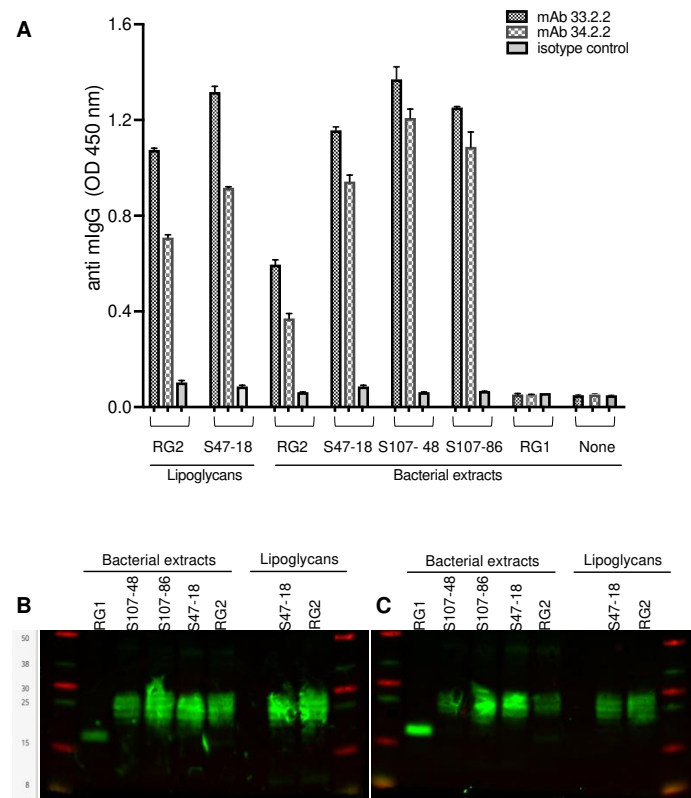 A
mAb 33.2.2
mAb 34.2.2
isotype control
anti mIgG (OD 450 nm)
1.6
1.2
0.8
0.4
0.0
RG2 S47-18 RG2 S47-18 S107- 48 S107-86 RG1 None
Lipoglycans Bacterial extracts
Bacterial extracts Lipoglycans
B
RG1 S107-48 S107-86 S47-18 RG2 S47-18 RG2
50
38
30
25
15
8
Bacterial extracts Lipoglycans
C
RG1 S107-48 S107-86 S47-18 RG2 S47-18 RG2